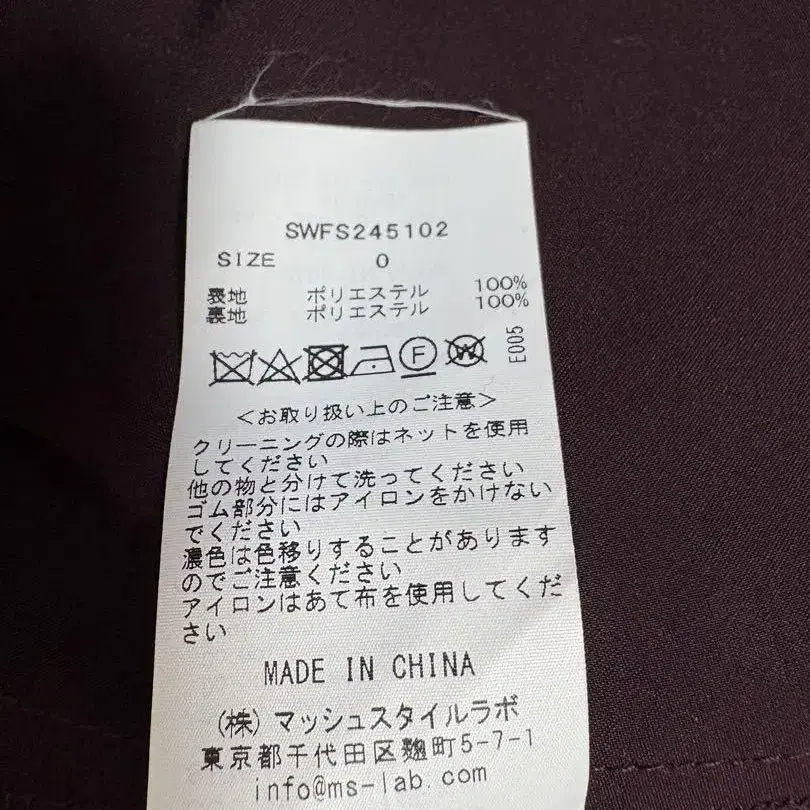 SWFS245102
SIZE 0
表地 ポリエステル 100%
裏地 ポリエステル 100%
F W E005
<お取り扱い上のご注意>
クリーニングの際はネットを使用
してください
他の物と分けて洗ってください
ゴム部分にはアイロンをかけない
でください
濃色は色移りすることがあります
のでご注意ください
アイロンはあて布を使用してくだ
さい
MADE IN CHINA
(株)マッシュスタイルラボ
東京都千代田区麹町5-7-1
info@ms-lab.com